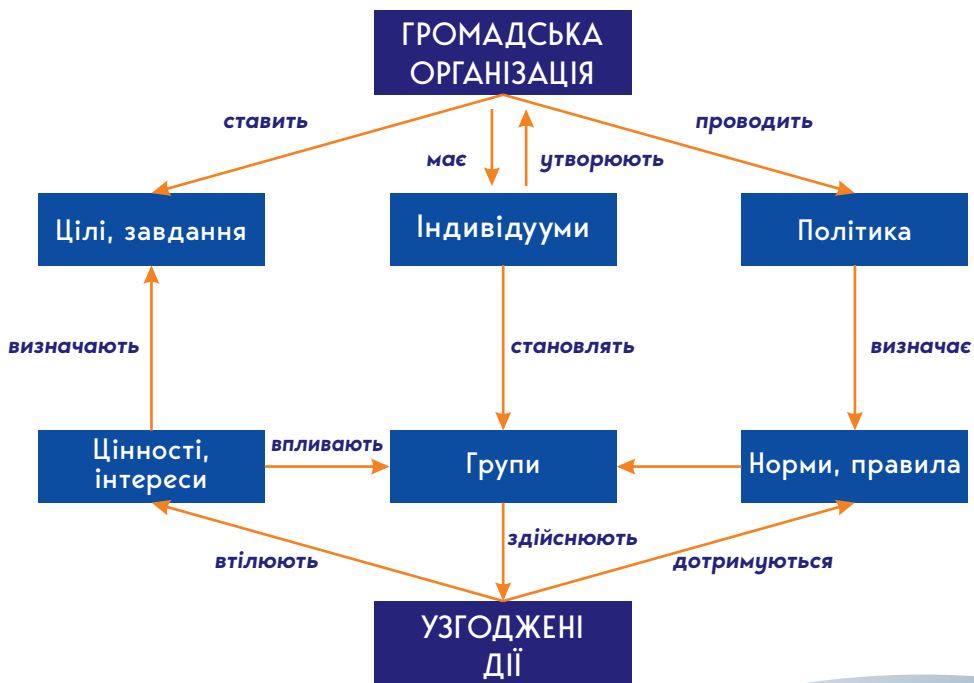 ГРОМАДСЬКА
ОРГАНІЗАЦІЯ
ставить
проводить
має
утворюють
Цілі, завдання
Індивідууми
Політика
визначають
становлять
визначає
Цінності,
інтереси
впливають
Групи
Норми, правила
втілюють
здійснюють
дотримуються
УЗГОДЖЕНІ
ДІЇ